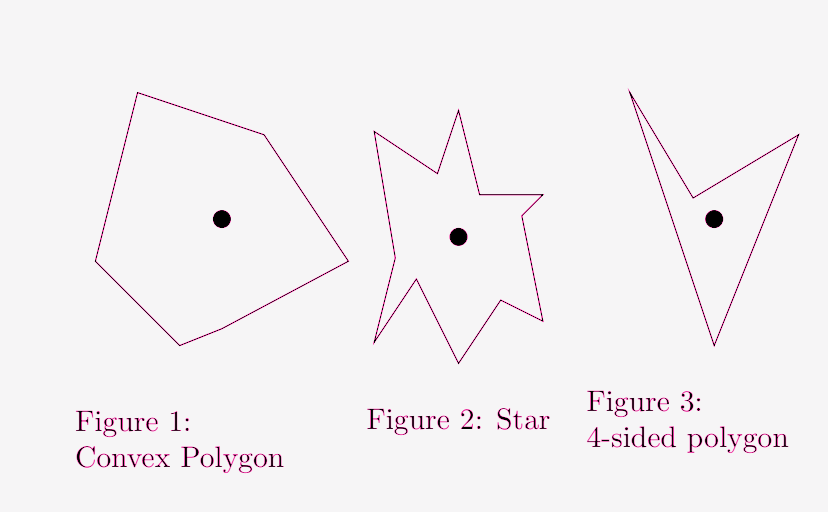 Figure 1:
Convex Polygon
Figure 2: Star
Figure 3:
4-sided polygon